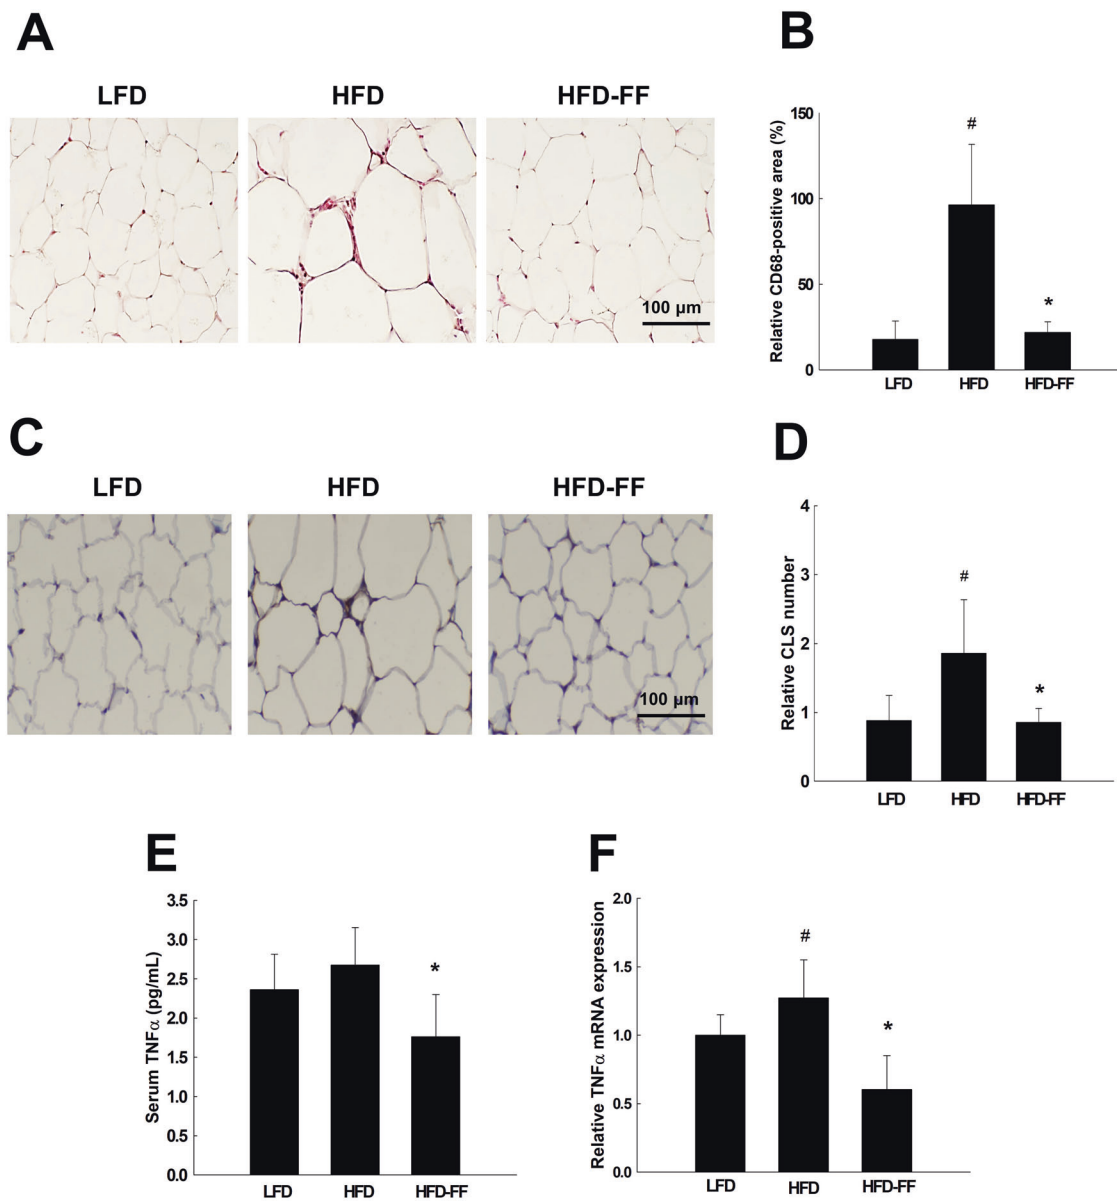 A
LFD
HFD
HFD-FF
100 µm
B
Relative CD68-positive area (%)
150
100
50
0
#
*
LFD
HFD
HFD-FF
C
LFD
HFD
HFD-FF
100 µm
D
Relative CLS number
4
3
2
1
0
#
*
LFD
HFD
HFD-FF
E
Serum TNFα (pg/mL)
3.5
3.0
2.5
2.0
1.5
1.0
0.5
0.0
*
LFD
HFD
HFD-FF
F
Relative TNFα mRNA expression
2.0
1.5
1.0
0.5
0.0
#
*
LFD
HFD
HFD-FF